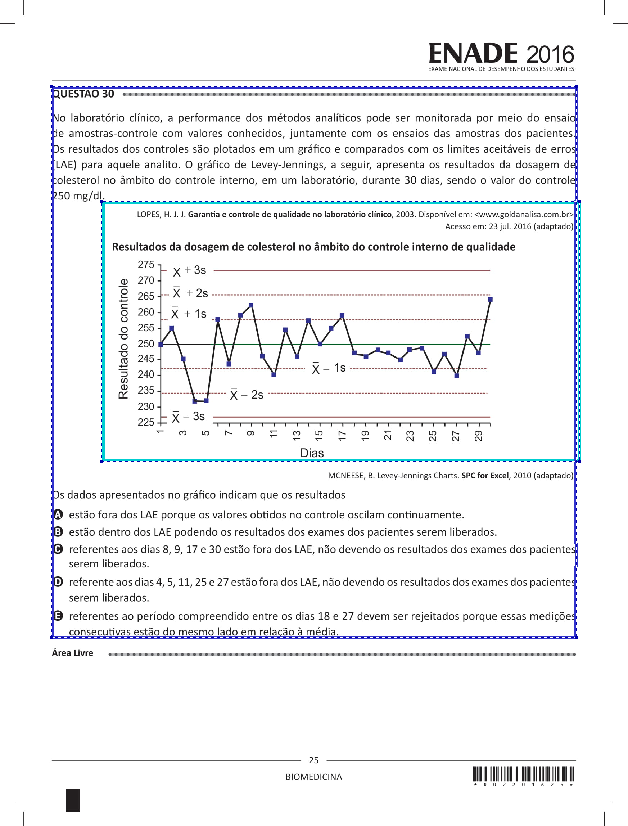 ENADE 2016
EXAME NACIONAL DE DESEMPENHO DOS ESTUDANTES
QUESTÃO 30
No laboratório clínico, a performance dos métodos analíticos pode ser monitorada por meio do ensaio
de amostras-controle com valores conhecidos, juntamente com os ensaios das amostras dos pacientes.
Os resultados dos controles são plotados em um gráfico e comparados com os limites aceitáveis de erros
(LAE) para aquele analito. O gráfico de Levey-Jennings, a seguir, apresenta os resultados da dosagem de
colesterol no âmbito do controle interno, em um laboratório, durante 30 dias, sendo o valor do controle
250 mg/dl.
LOPES, H. J. J. Garantia e controle de qualidade no laboratório clínico, 2003. Disponível em: <www.goldanalisa.com.br>
Acesso em: 23 jul. 2016 (adaptado)
Resultados da dosagem de colesterol no âmbito do controle interno de qualidade
Resultado do controle
275
270
265
260
255
250
245
240
235
230
225
X + 3s
X̅ + 2s
X̅ + 1s
X̅ – 1s
X̅ – 2s
X̅ – 3s
1 3 5 7 9 11 13 15 17 19 21 23 25 27 29
Dias
MCNEESE, B. Levey-Jennings Charts. SPC for Excel, 2010 (adaptado)
Os dados apresentados no gráfico indicam que os resultados
A estão fora dos LAE porque os valores obtidos no controle oscilam continuamente.
B estão dentro dos LAE podendo os resultados dos exames dos pacientes serem liberados.
C referentes aos dias 8, 9, 17 e 30 estão fora dos LAE, não devendo os resultados dos exames dos pacientes
serem liberados.
D referente aos dias 4, 5, 11, 25 e 27 estão fora dos LAE, não devendo os resultados dos exames dos pacientes
serem liberados.
E referentes ao período compreendido entre os dias 18 e 27 devem ser rejeitados porque essas medições
consecutivas estão do mesmo lado em relação à média.
Área Livre
25
BIOMEDICINA